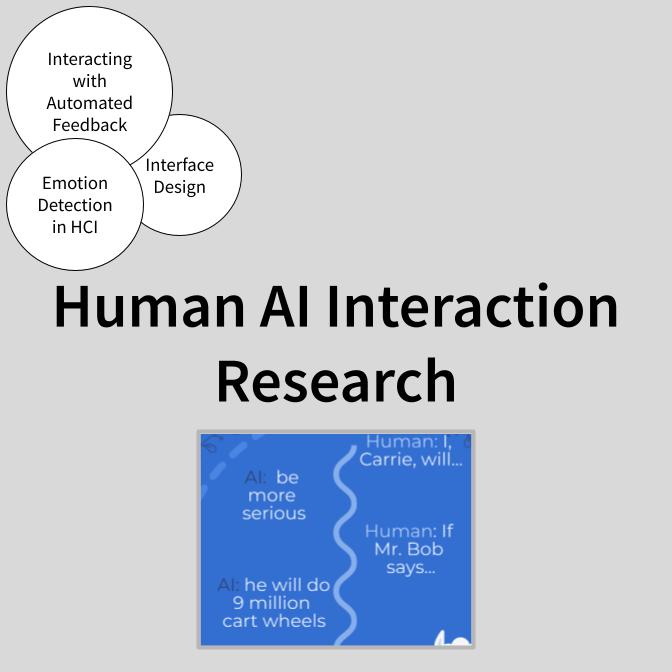 Interacting
with
Automated
Feedback
Interface
Design
Emotion
Detection
in HCI
Human AI Interaction
Research
Human: I,
Carrie, will...
AI: be
more
serious
Human: If
Mr. Bob
says...
AI: he will do
9 million
cart wheels